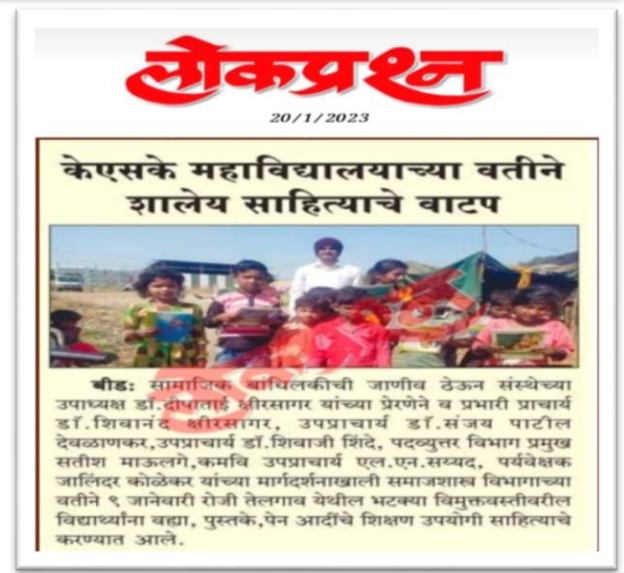 लोकप्रश्न
20/1/2023
केएसके महाविद्यालयाच्या वतीने
शालेय साहित्याचे वाटप
बीड: सामाजिक बांधिलकीची जाणीव ठेऊन संस्थेच्या
उपाध्यक्ष डॉ.दीपाताई क्षीरसागर यांच्या प्रेरणेने व प्रभारी प्राचार्य
डॉ.शिवानंद क्षीरसागर, उपप्राचार्य डॉ.संजय पाटील
देवळाणकर,उपप्राचार्य डॉ.शिवाजी शिंदे, पदव्युत्तर विभाग प्रमुख
सतीश माऊलगे,कमवि उपप्राचार्य एल.एन.सय्यद, पर्यवेक्षक
जालिंदर कोळेकर यांच्या मार्गदर्शनाखाली समाजशास्त्र विभागाच्या
वतीने ९ जानेवारी रोजी तेलगाव येथील भटक्या विमुक्तवस्तीवरील
विद्यार्थ्यांना वह्या, पुस्तके,पेन आदींचे शिक्षण उपयोगी साहित्याचे
करण्यात आले.